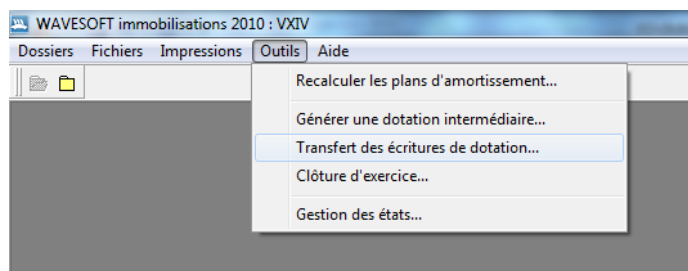 WAVESOFT immobilisations 2010 : VXIV
Dossiers Fichiers Impressions Outils Aide
Recalculer les plans d'amortissement...
Générer une dotation intermédiaire...
Transfert des écritures de dotation...
Clôture d'exercice...
Gestion des états...